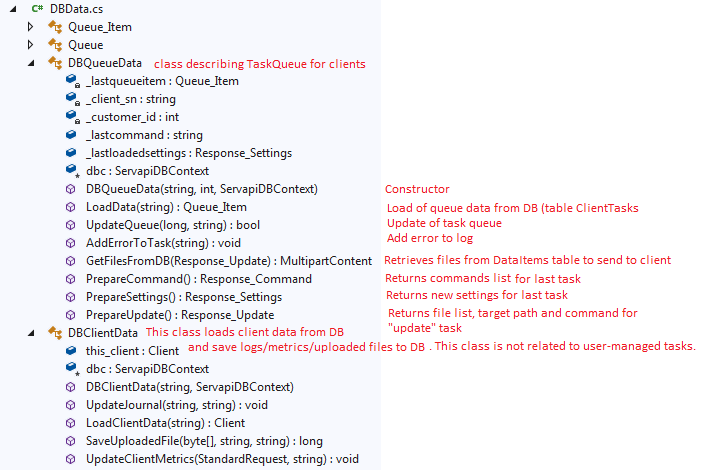 DBData.cs
Queue_Item
Queue
DBQueueData class describing TaskQueue for clients
_lastqueueitem : Queue_Item
_client_sn : string
_customer_id : int
_lastcommand : string
_lastloadedsettings : Response_Settings
dbc : ServapiDBContext
DBQueueData(string, int, ServapiDBContext) Constructor
LoadData(string) : Queue_Item Load of queue data from DB (table ClientTasks
UpdateQueue(long, string) : bool Update of task queue
AddErrorToTask(string) : void Add error to log
GetFilesFromDB(Response_Update) : MultipartContent Retrieves files from DataItems table to send to client
PrepareCommand() : Response_Command Returns commands list for last task
PrepareSettings() : Response_Settings Returns new settings for last task
PrepareUpdate() : Response_Update Returns file list, target path and command for
"update" task
DBClientData This class loads client data from DB
this_client : Client and save logs/metrics/uploaded files to DB . This class is not related to user-managed tasks.
dbc : ServapiDBContext
DBClientData(string, ServapiDBContext)
UpdateJournal(string, string) : void
LoadClientData(string) : Client
SaveUploadedFile(byte[], string, string) : long
UpdateClientMetrics(StandardRequest, string) : void